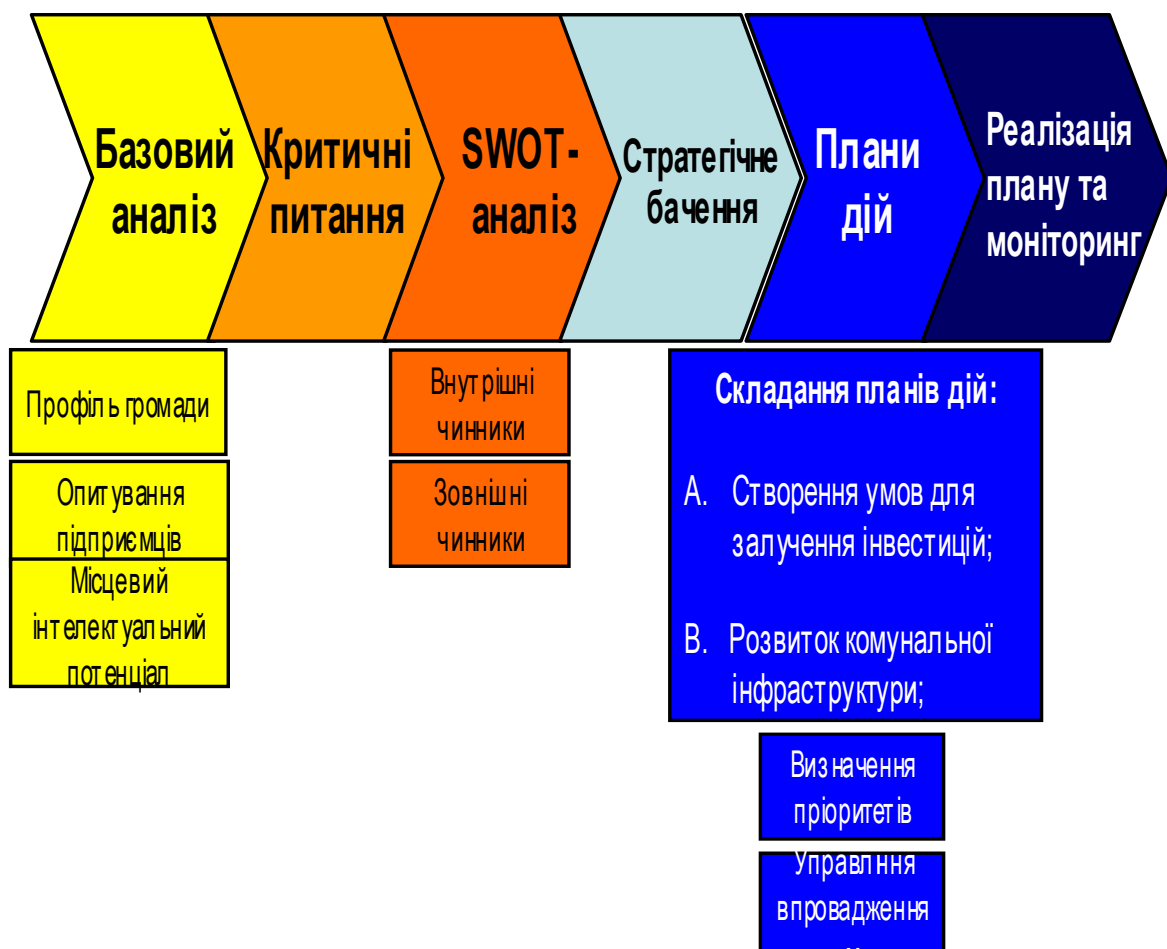 Базовий
аналіз
Критичні
питання
SWOT-
аналіз
Стратегічне
бачення
Плани
дій
Реалізація
плану та
моніторинг
Профіль громади
Опитування
підприємців
Місцевий
інтелектуальний
потенціал
Внутрішні
чинники
Зовнішні
чинники
Складання планів дій:
А. Створення умов для
залучення інвестицій;
В. Розвиток комунальної
інфраструктури;
Визначення
пріоритетів
Управлння
впровадження